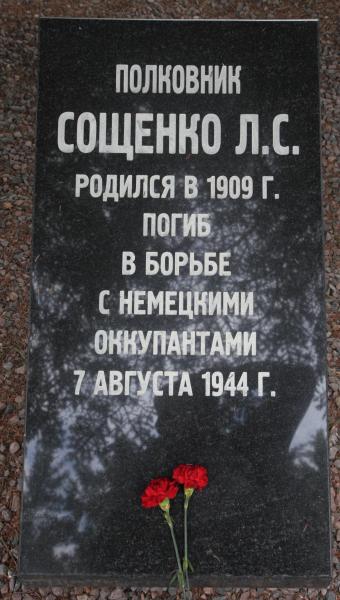 ПОЛКОВНИК
СОЩЕНКО Л.С.
РОДИЛСЯ В 1909 Г.
ПОГИБ
В БОРЬБЕ
С НЕМЕЦКИМИ
ОККУПАНТАМИ
7 АВГУСТА 1944 Г.